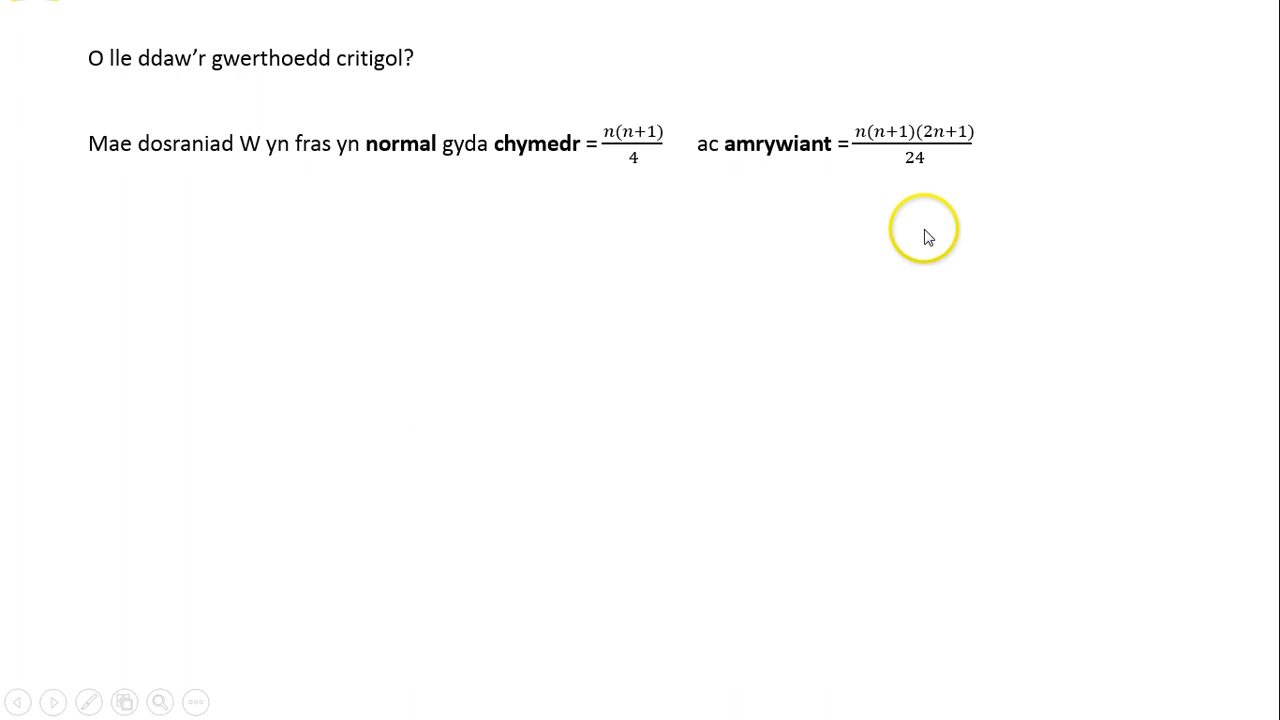 O lle ddaw’r gwerthoedd critigol?
Mae dosraniad W yn fras yn normal gyda chymedr = n(n+1)/4 ac amrywiant = n(n+1)(2n+1)/24